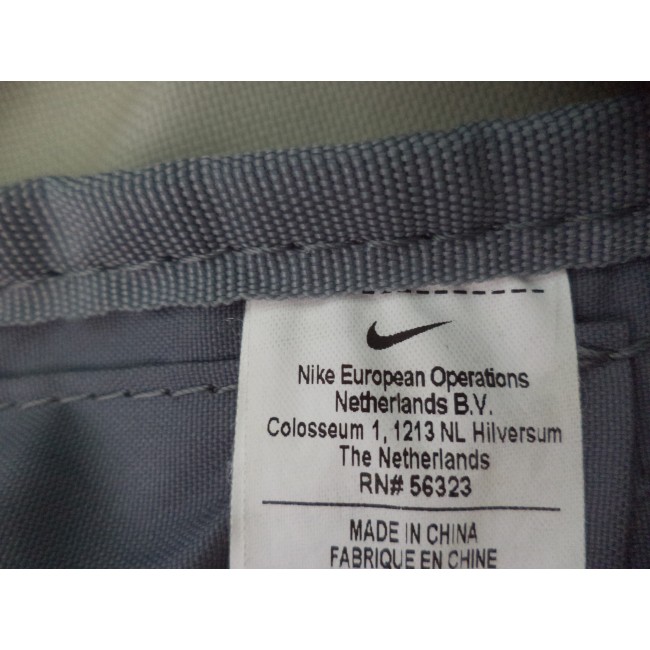 Nike European Operations
Netherlands B.V.
Colosseum 1, 1213 NL Hilversum
The Netherlands
RN# 56323
MADE IN CHINA
FABRIQUE EN CHINE